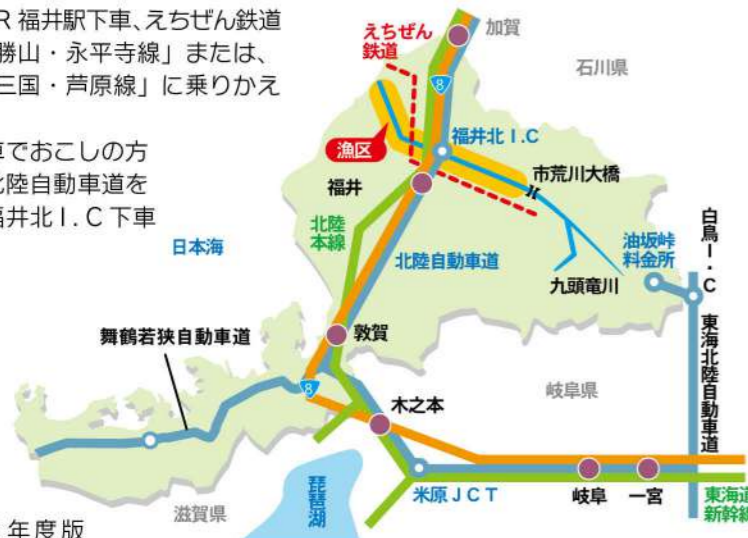 R 福井駅下車、えちぜん鉄道
勝山・永平寺線」または、
三国・芦原線」に乗りかえ
車でおこしの方
北陸自動車道を
福井北I.C下車
えちぜん
鉄道
加賀
石川県
8
福井北I.C
漁区
市荒川大橋
福井
北陸
本線
日本海
北陸自動車道
油坂峠
料金所
白鳥I・C
九頭竜川
東海北陸自動車道
敦賀
舞鶴若狭自動車道
8
岐阜県
木之本
琵琶湖
米原JCT
岐阜
一宮
東海道
新幹線
滋賀県
年度版